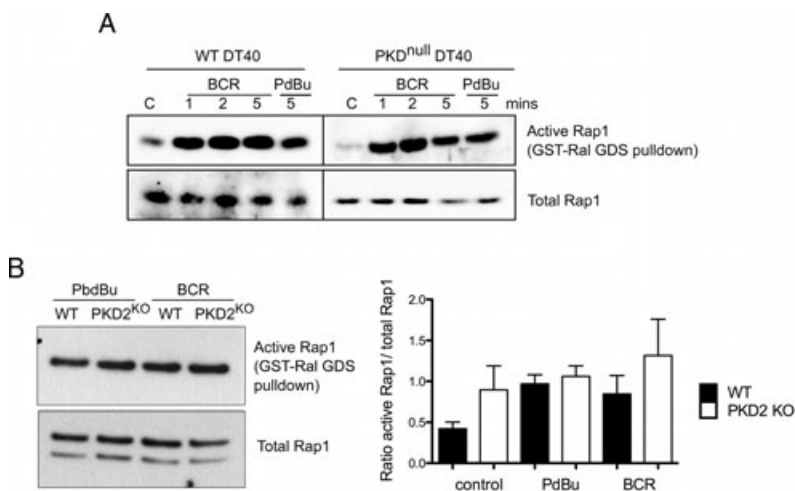 A
WT DT40
PKDnull DT40
BCR
PdBu
BCR
PdBu
C 1 2 5 5 C 1 2 5 5 mins
Active Rap1
(GST-Ral GDS pulldown)
Total Rap1
B
PbdBu
BCR
WT PKD2KO WT PKD2KO
Active Rap1
(GST-Ral GDS
pulldown)
Total Rap1
Ratio active Rap1/ total Rap1
2.0
1.5
1.0
0.5
0.0
control PdBu BCR
WT
PKD2 KO